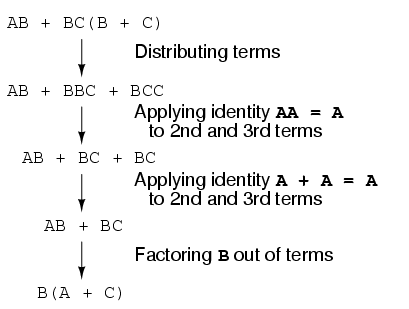 AB + BC(B + C)
Distributing terms
AB + BBC + BCC
Applying identity AA = A
to 2nd and 3rd terms
AB + BC + BC
Applying identity A + A = A
to 2nd and 3rd terms
AB + BC
Factoring B out of terms
B(A + C)